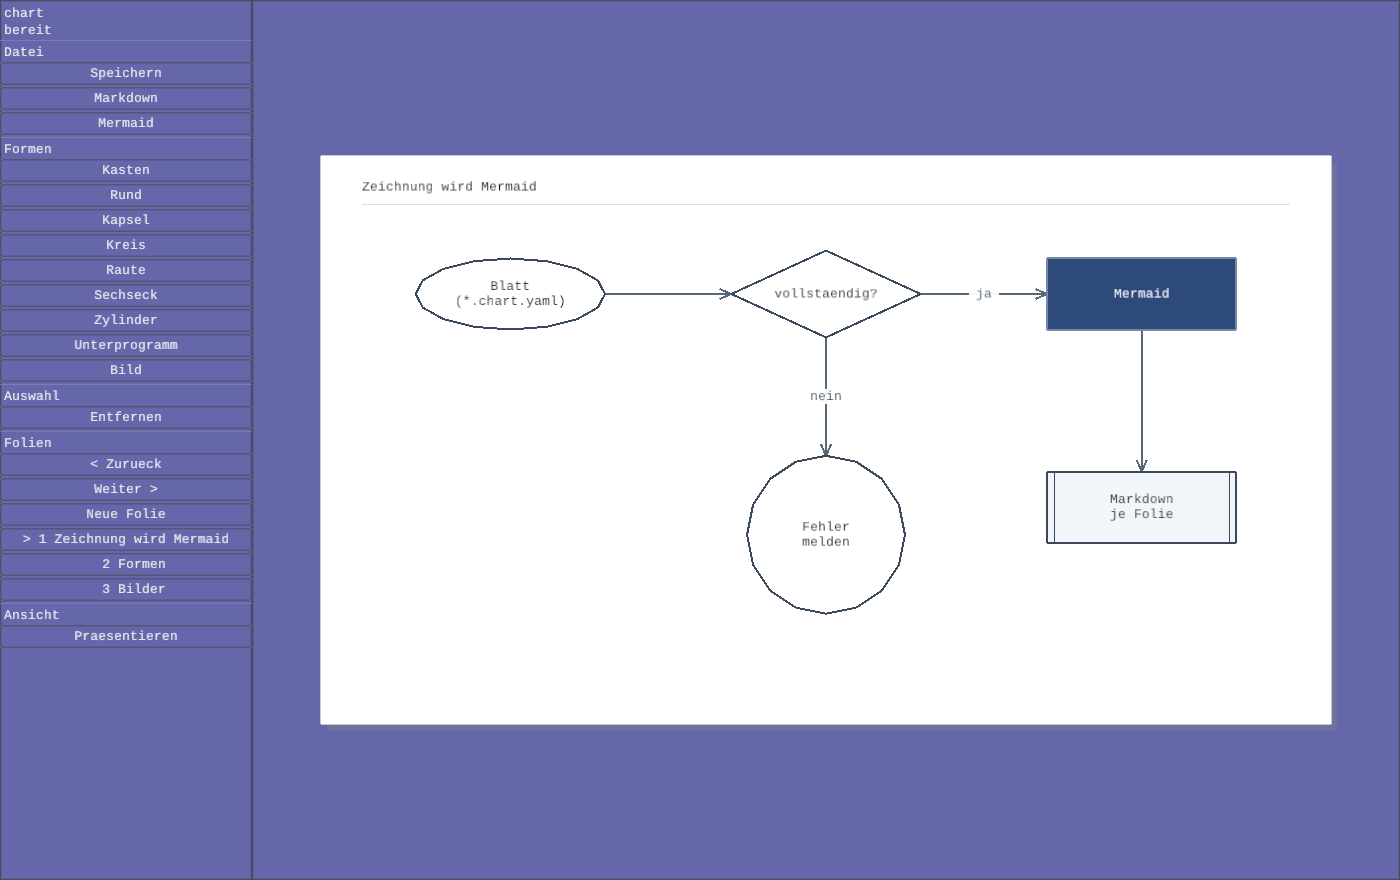 chart
bereit
Datei
Speichern
Markdown
Mermaid
Formen
Kasten
Rund
Kapsel
Kreis
Raute
Sechseck
Zylinder
Unterprogramm
Bild
Auswahl
Entfernen
Folien
< Zurueck
Weiter >
Neue Folie
> 1 Zeichnung wird Mermaid
2 Formen
3 Bilder
Ansicht
Praesentieren
Zeichnung wird Mermaid
Blatt
(*.chart.yaml)
vollstaendig?
ja
Mermaid
nein
Fehler
melden
Markdown
je Folie